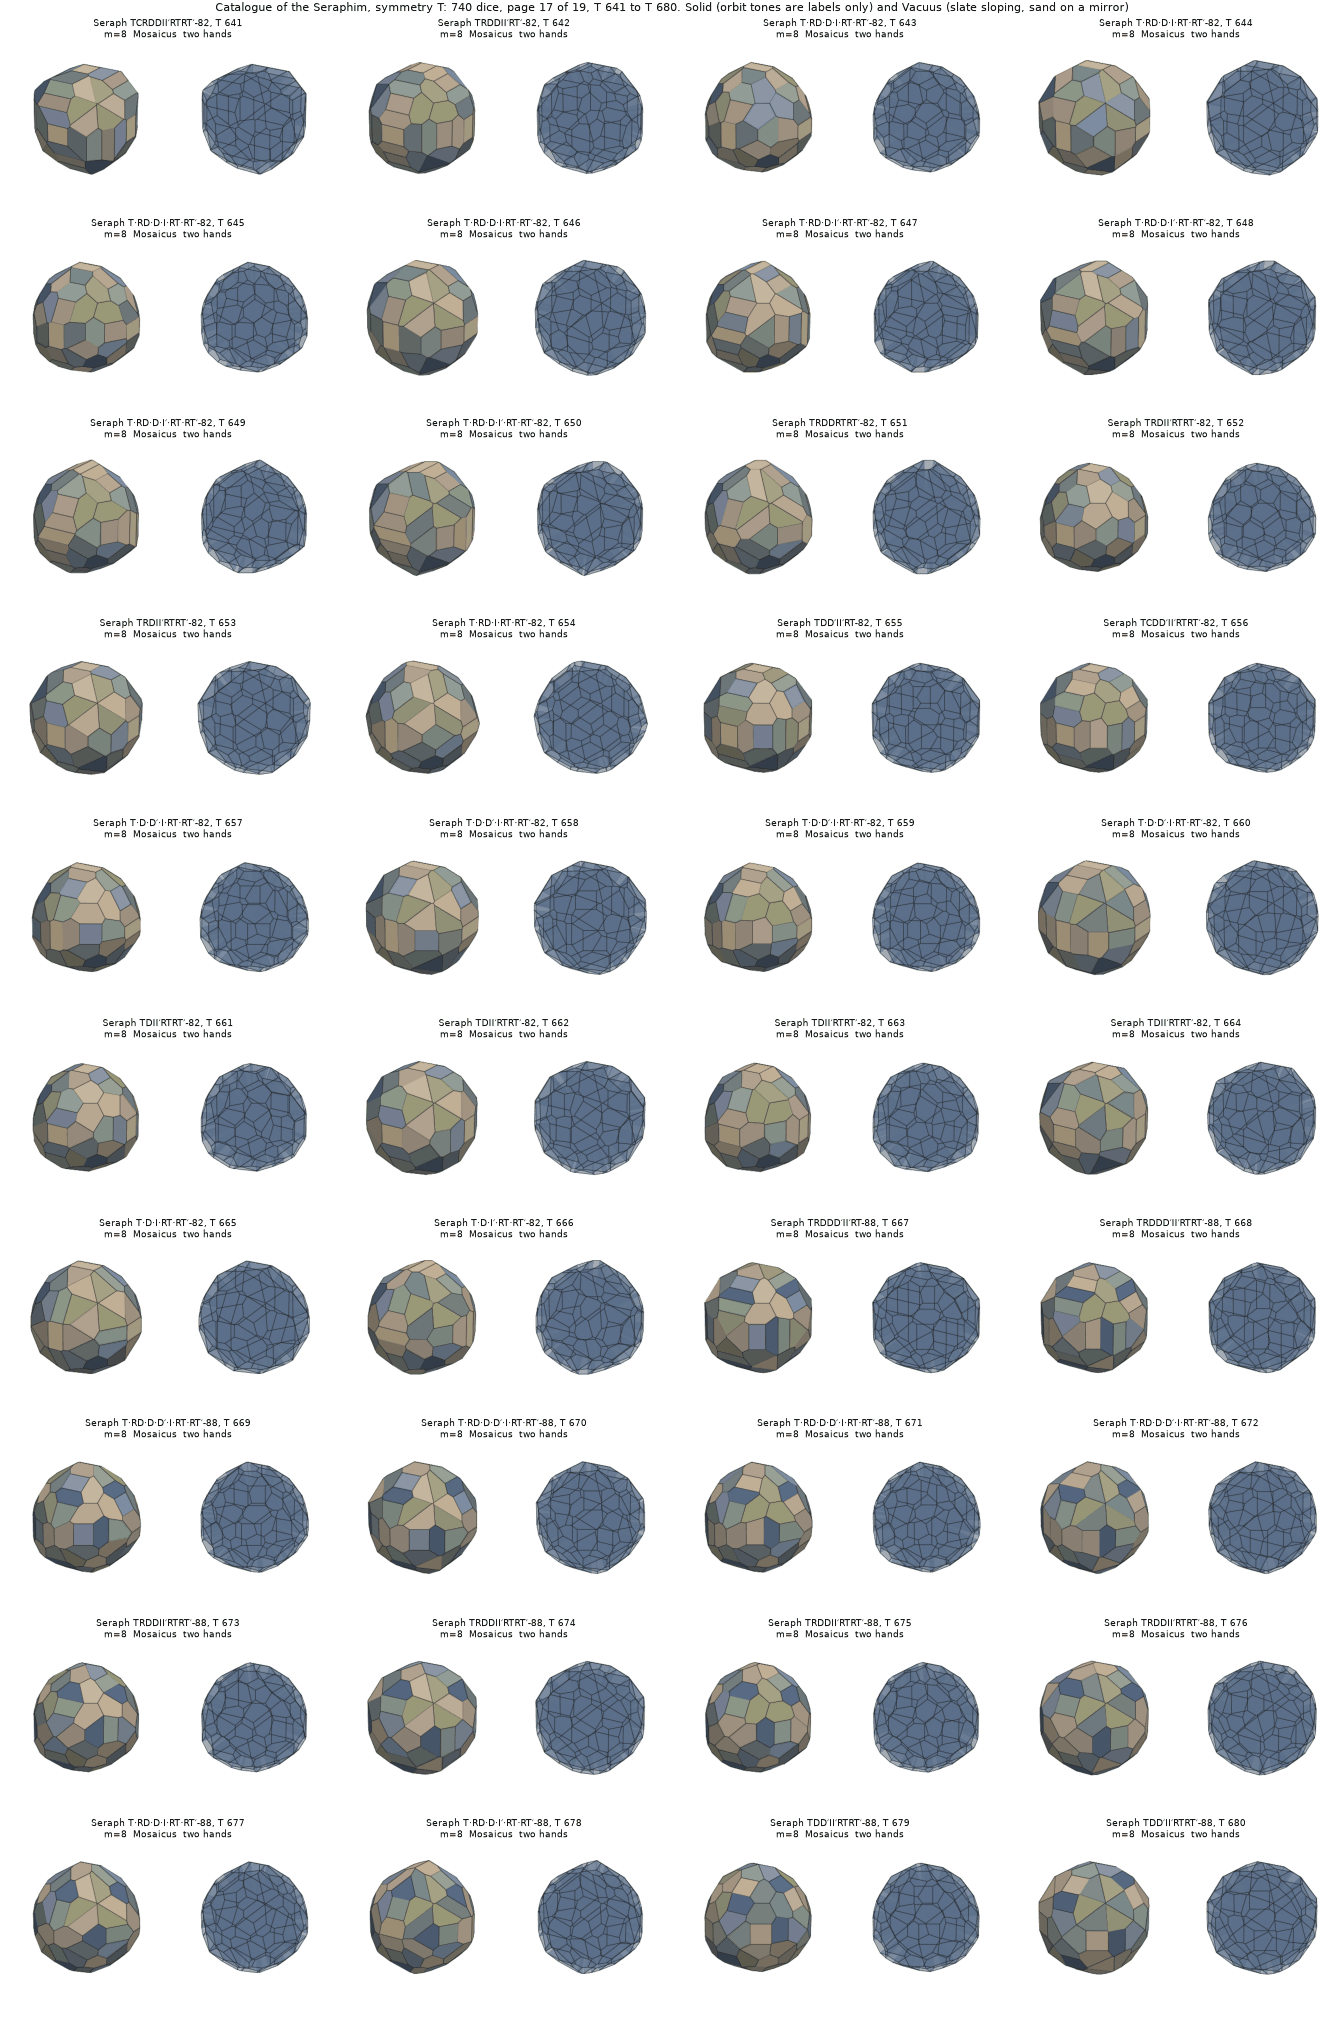 Catalogue of the Seraphim, symmetry T: 740 dice, page 17 of 19, T 641 to T 680. Solid (orbit tones are labels only) and Vacuus (slate sloping, sand on a mirror)
Seraph TCRDDII′RTRT′-82, T 641
m=8 Mosaicus two hands
Seraph TRDDII′RT-82, T 642
m=8 Mosaicus two hands
Seraph T·RD·D·I·RT·RT′-82, T 643
m=8 Mosaicus two hands
Seraph T·RD·D·I·RT·RT′-82, T 644
m=8 Mosaicus two hands
Seraph T·RD·D·I·RT·RT′-82, T 645
m=8 Mosaicus two hands
Seraph T·RD·D·I·RT·RT′-82, T 646
m=8 Mosaicus two hands
Seraph T·RD·D·I′·RT·RT′-82, T 647
m=8 Mosaicus two hands
Seraph T·RD·D·I′·RT·RT′-82, T 648
m=8 Mosaicus two hands
Seraph T·RD·D·I′·RT·RT′-82, T 649
m=8 Mosaicus two hands
Seraph T·RD·D·I′·RT·RT′-82, T 650
m=8 Mosaicus two hands
Seraph TRDDRTRT′-82, T 651
m=8 Mosaicus two hands
Seraph TRDII′RTRT′-82, T 652
m=8 Mosaicus two hands
Seraph TRDII′RTRT′-82, T 653
m=8 Mosaicus two hands
Seraph T·RD·I·RT·RT′-82, T 654
m=8 Mosaicus two hands
Seraph TDD′II′RT-82, T 655
m=8 Mosaicus two hands
Seraph TCDD′II′RTRT′-82, T 656
m=8 Mosaicus two hands
Seraph T·D·D′·I·RT·RT′-82, T 657
m=8 Mosaicus two hands
Seraph T·D·D′·I·RT·RT′-82, T 658
m=8 Mosaicus two hands
Seraph T·D·D′·I·RT·RT′-82, T 659
m=8 Mosaicus two hands
Seraph T·D·D′·I·RT·RT′-82, T 660
m=8 Mosaicus two hands
Seraph TDII′RTRT′-82, T 661
m=8 Mosaicus two hands
Seraph TDII′RTRT′-82, T 662
m=8 Mosaicus two hands
Seraph TDII′RTRT′-82, T 663
m=8 Mosaicus two hands
Seraph TDII′RTRT′-82, T 664
m=8 Mosaicus two hands
Seraph T·D·I·RT·RT′-82, T 665
m=8 Mosaicus two hands
Seraph T·D·I′·RT·RT′-82, T 666
m=8 Mosaicus two hands
Seraph TRDDD′II′RT-88, T 667
m=8 Mosaicus two hands
Seraph TRDDD′II′RTRT′-88, T 668
m=8 Mosaicus two hands
Seraph T·RD·D·D′·I·RT·RT′-88, T 669
m=8 Mosaicus two hands
Seraph T·RD·D·D′·I·RT·RT′-88, T 670
m=8 Mosaicus two hands
Seraph T·RD·D·D′·I·RT·RT′-88, T 671
m=8 Mosaicus two hands
Seraph T·RD·D·D′·I·RT·RT′-88, T 672
m=8 Mosaicus two hands
Seraph TRDDII′RTRT′-88, T 673
m=8 Mosaicus two hands
Seraph TRDDII′RTRT′-88, T 674
m=8 Mosaicus two hands
Seraph TRDDII′RTRT′-88, T 675
m=8 Mosaicus two hands
Seraph TRDDII′RTRT′-88, T 676
m=8 Mosaicus two hands
Seraph T·RD·D·I·RT·RT′-88, T 677
m=8 Mosaicus two hands
Seraph T·RD·D·I′·RT·RT′-88, T 678
m=8 Mosaicus two hands
Seraph TDD′II′RTRT′-88, T 679
m=8 Mosaicus two hands
Seraph TDD′II′RTRT′-88, T 680
m=8 Mosaicus two hands